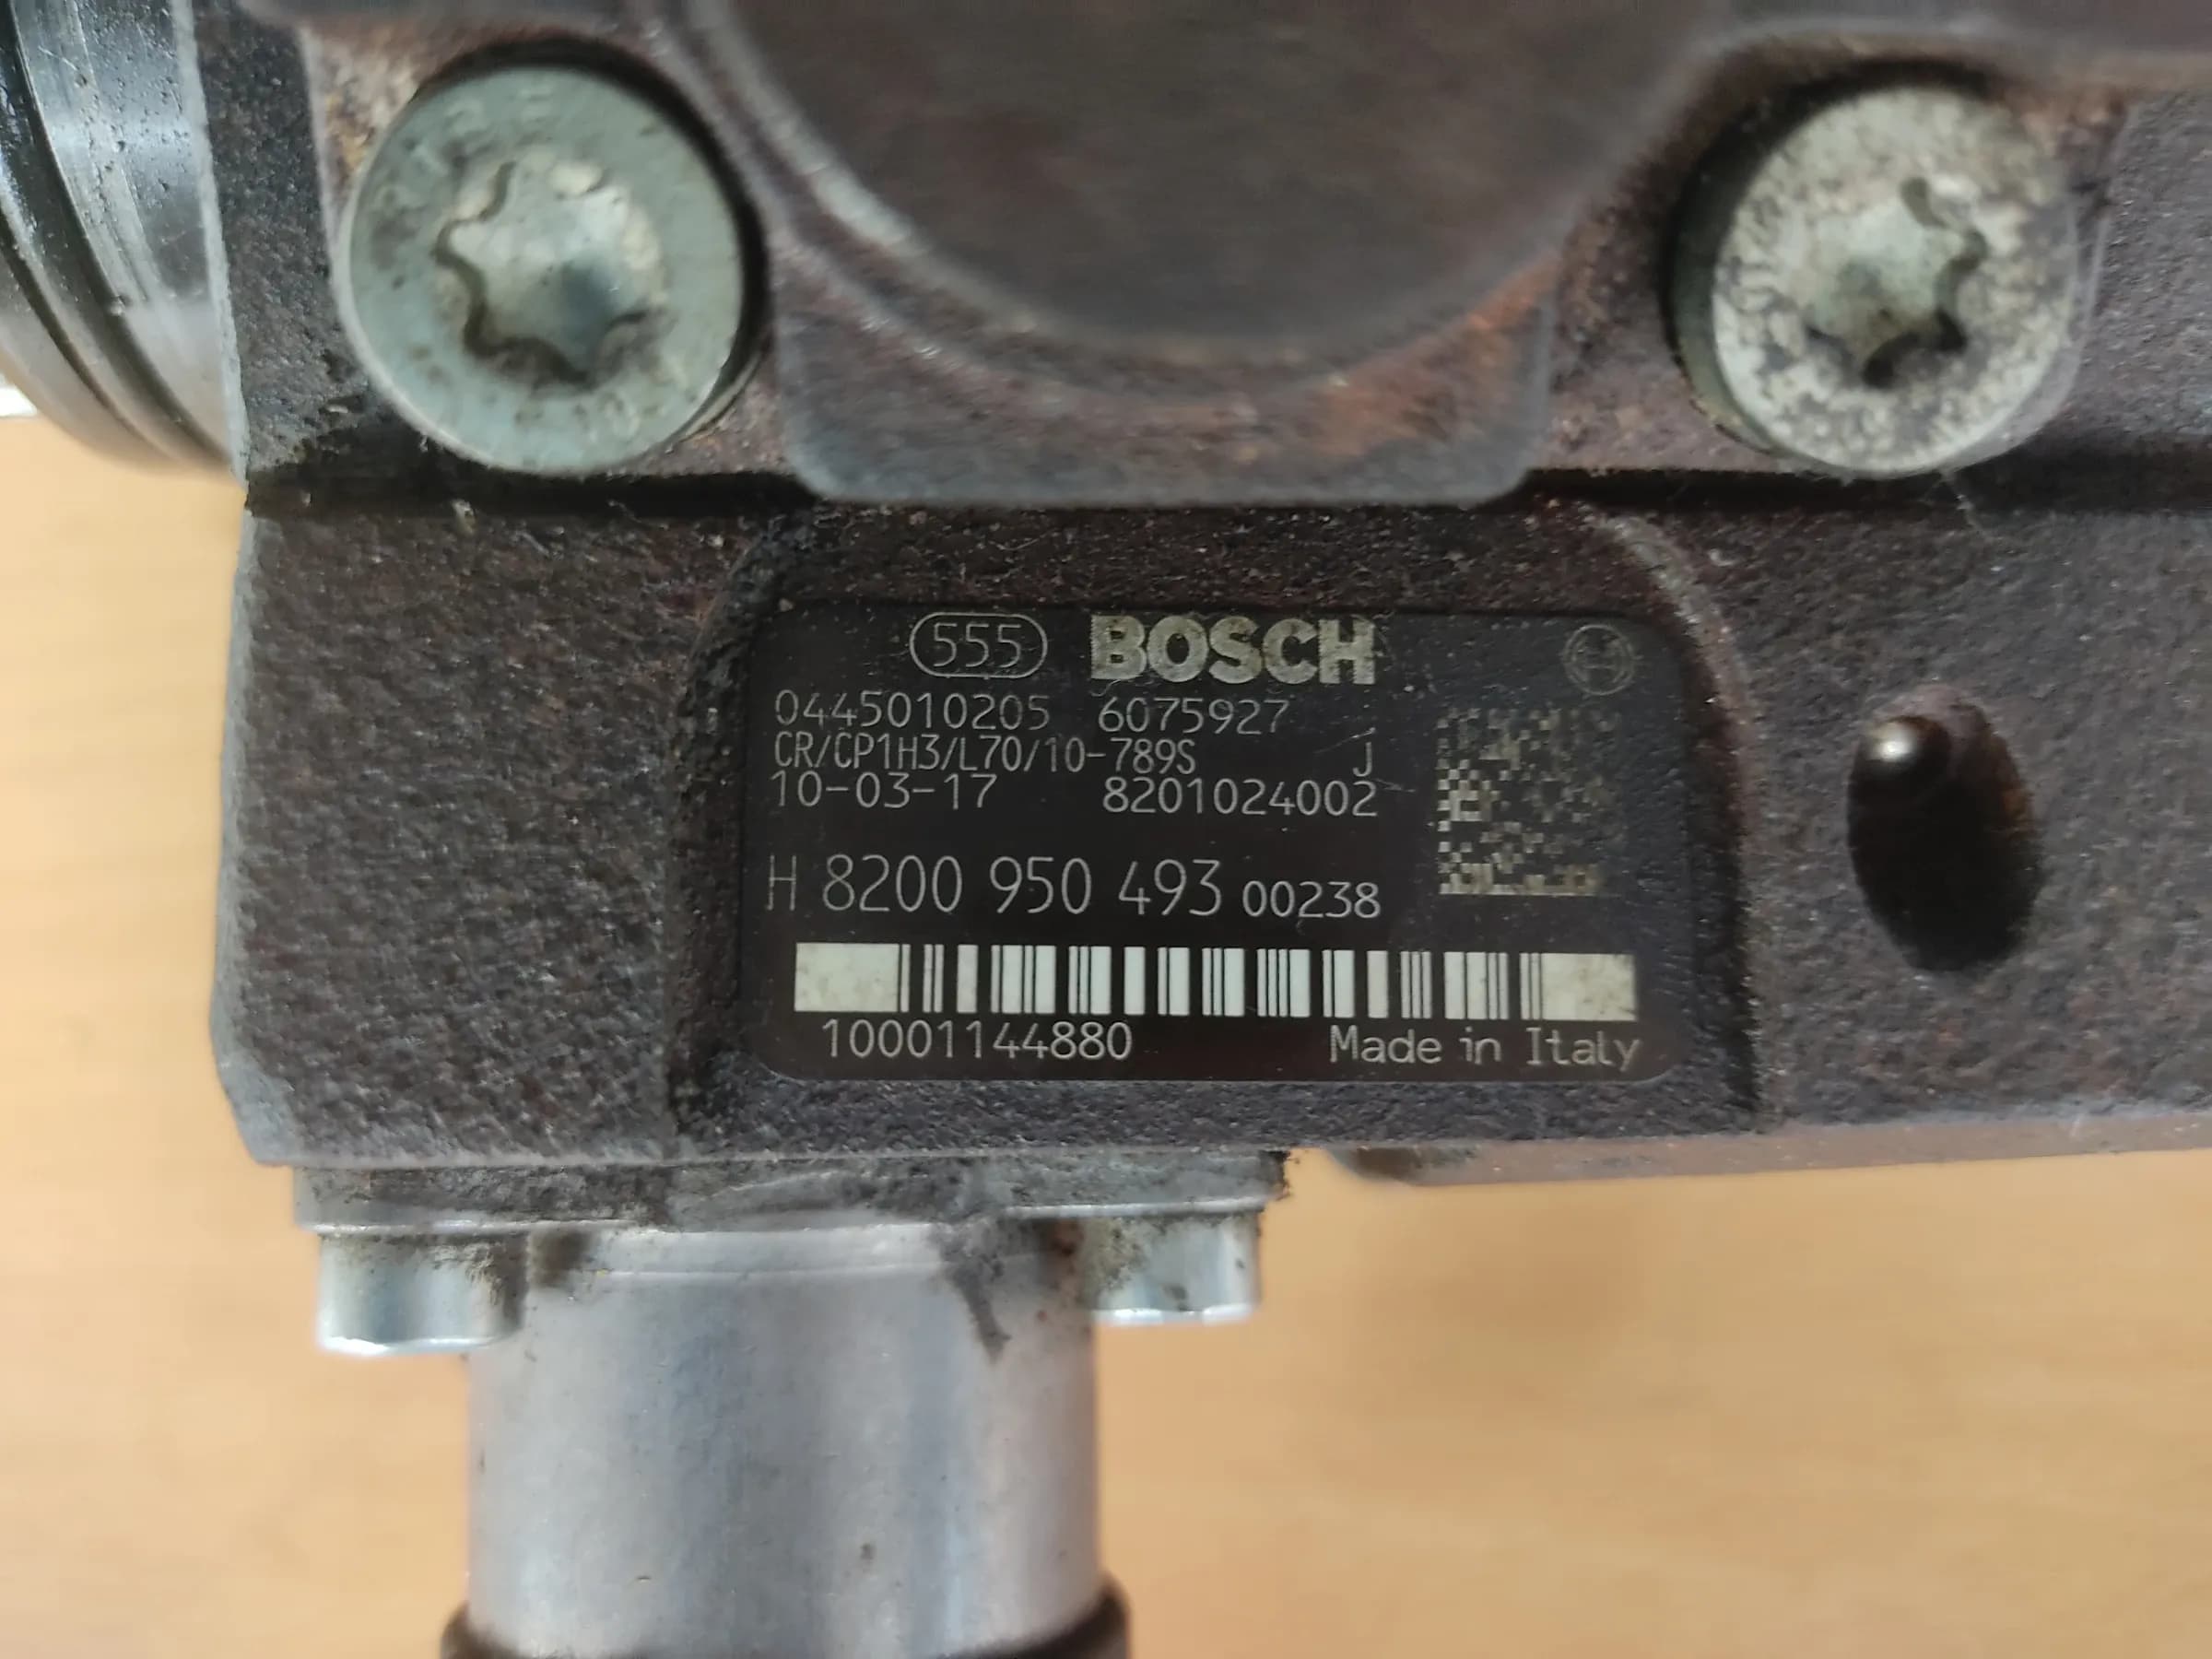 555 BOSCH
0445010205 6075927
CR/CP1H3/L70/10-789S J
10-03-17 8201024002
H 8200 950 493 00238
10001144880 Made in Italy